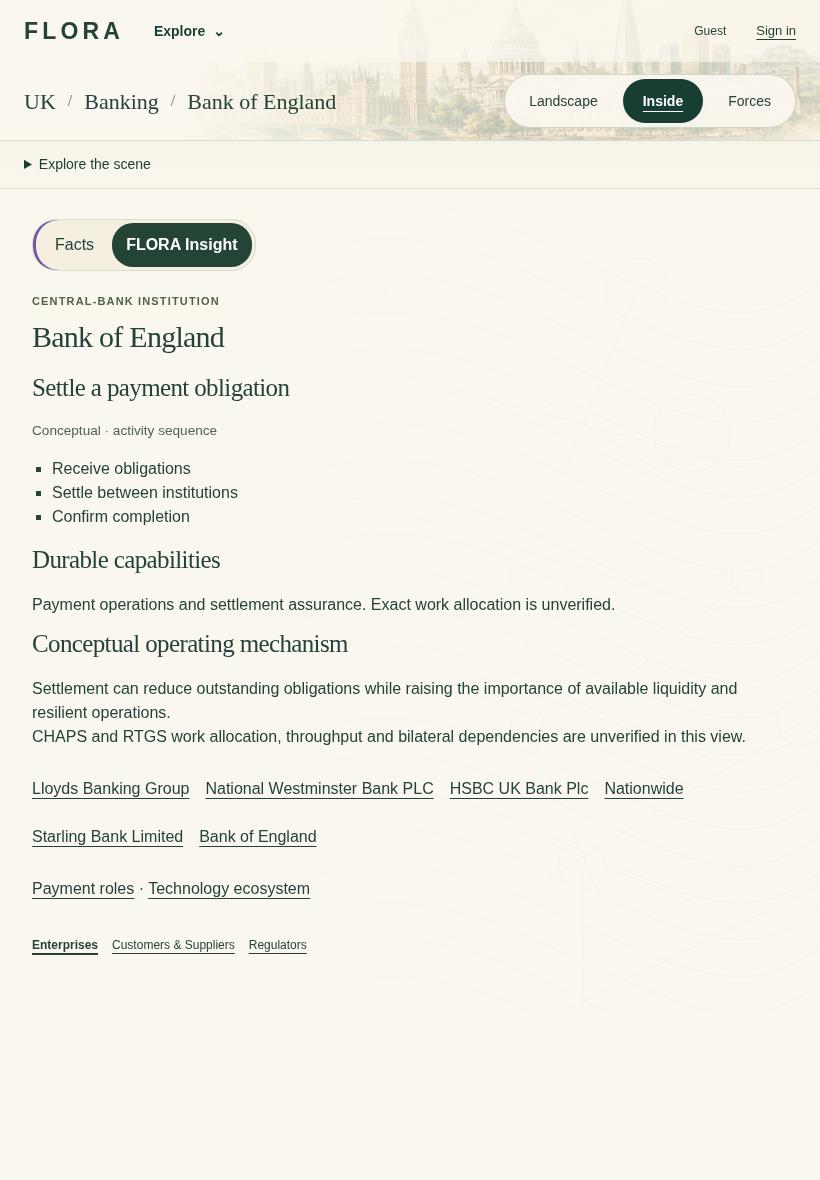 FLORA
Explore
Guest
Sign in
UK / Banking / Bank of England
Landscape
Inside
Forces
Explore the scene
Facts
FLORA Insight
CENTRAL-BANK INSTITUTION
Bank of England
Settle a payment obligation
Conceptual · activity sequence
Receive obligations
Settle between institutions
Confirm completion
Durable capabilities
Payment operations and settlement assurance. Exact work allocation is unverified.
Conceptual operating mechanism
Settlement can reduce outstanding obligations while raising the importance of available liquidity and
resilient operations.
CHAPS and RTGS work allocation, throughput and bilateral dependencies are unverified in this view.
Lloyds Banking Group National Westminster Bank PLC HSBC UK Bank Plc Nationwide
Starling Bank Limited Bank of England
Payment roles · Technology ecosystem
Enterprises Customers & Suppliers Regulators